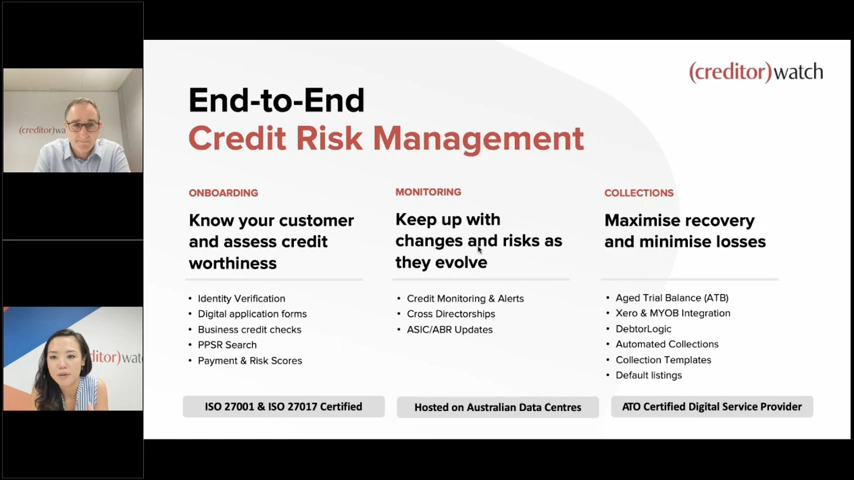 (creditor)watch
End-to-End
Credit Risk Management
ONBOARDING
Know your customer
and assess credit
worthiness
• Identity Verification
• Digital application forms
• Business credit checks
• PPSR Search
• Payment & Risk Scores
ISO 27001 & ISO 27017 Certified
MONITORING
Keep up with
changes and risks as
they evolve
• Credit Monitoring & Alerts
• Cross Directorships
• ASIC/ABR Updates
Hosted on Australian Data Centres
COLLECTIONS
Maximise recovery
and minimise losses
• Aged Trial Balance (ATB)
• Xero & MYOB Integration
• DebtorLogic
• Automated Collections
• Collection Templates
• Default listings
ATO Certified Digital Service Provider
(creditor)w
ditor)wat